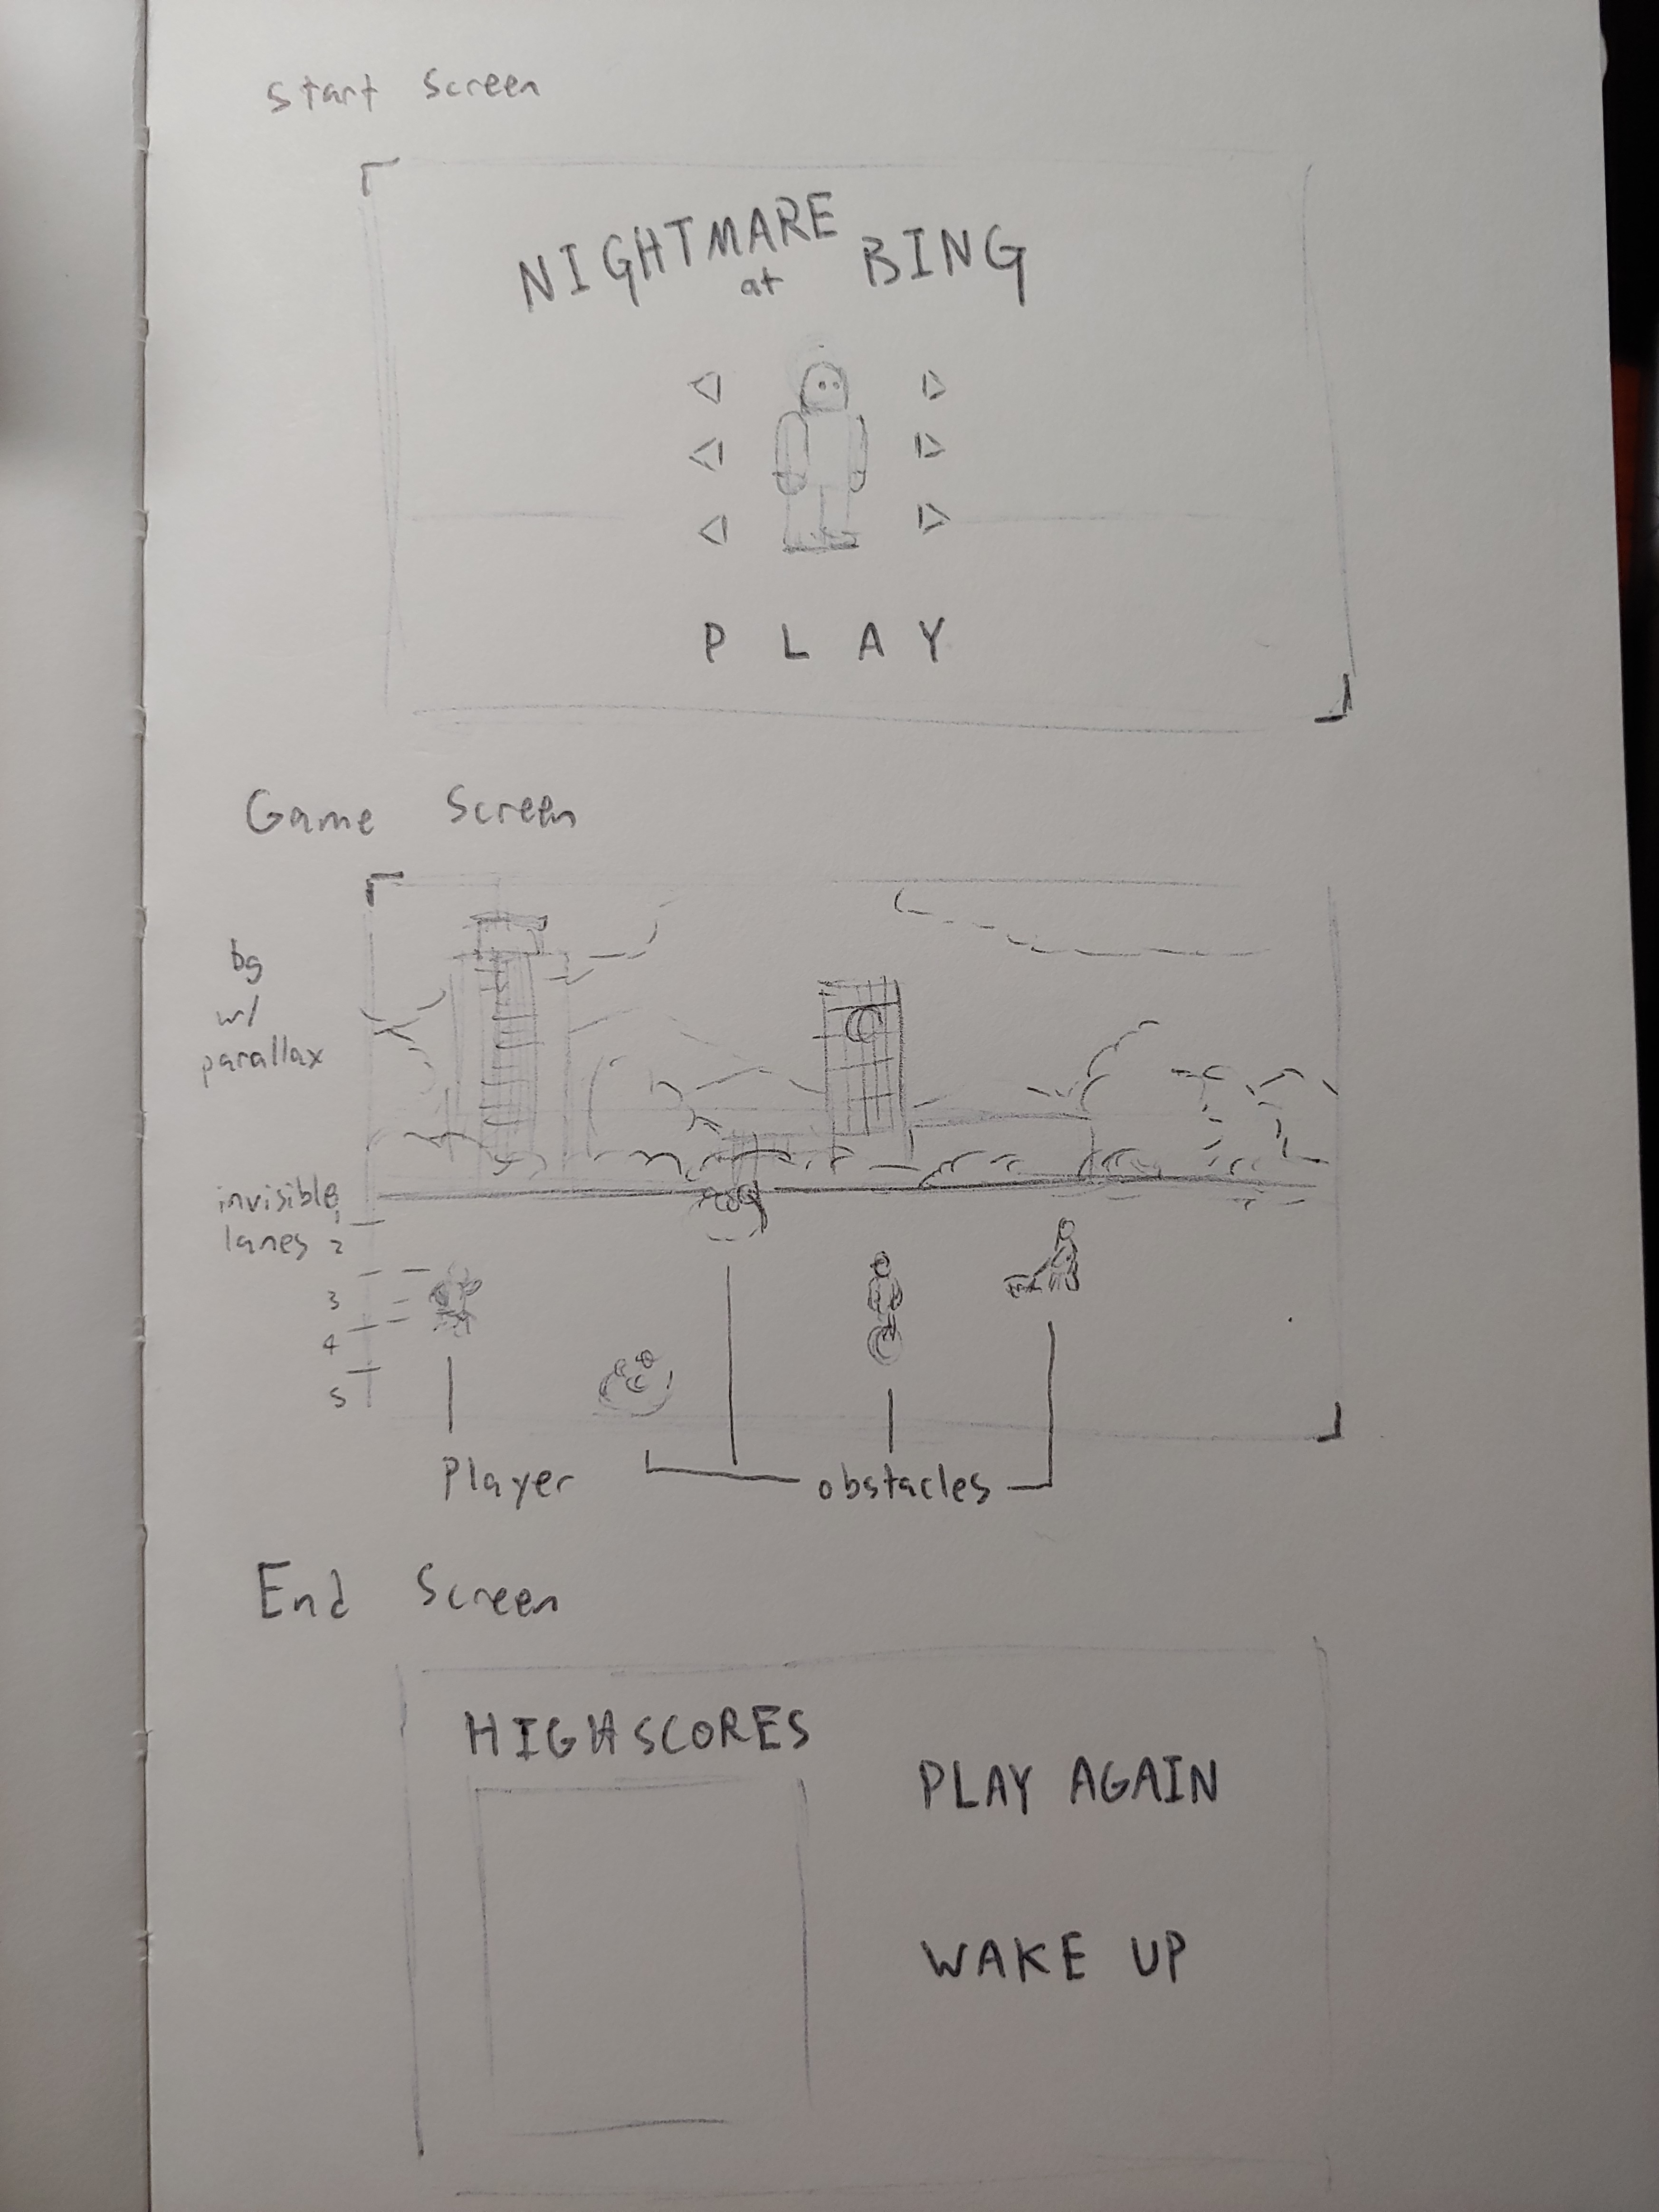 Start Screen
NIGHTMARE at BING
PLAY
Game Screen
bg
w/
parallax
invisible
lanes
1
2
3
4
5
Player
obstacles
End Screen
HIGHSCORES
PLAY AGAIN
WAKE UP